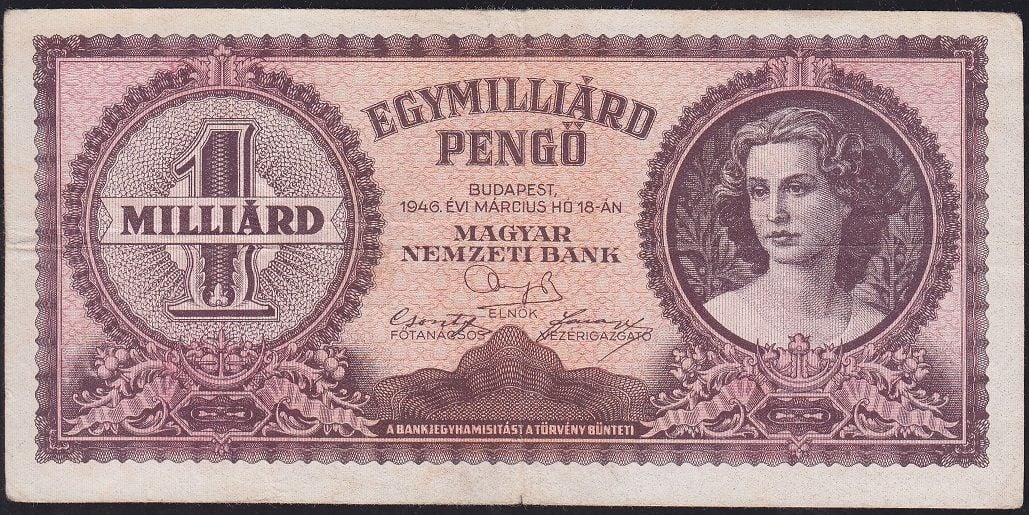 1
MILLIÁRD
EGYMILLIÁRD
PENGŐ
BUDAPEST,
1946. ÉVI MÁRCIUS HÓ 18-ÁN
MAGYAR
NEMZETI BANK
ELNÖK
FŐTANÁCSOS VEZÉRIGAZGATÓ
A BANKJEGYHAMISITÁST A TÖRVÉNY BÜNTETI